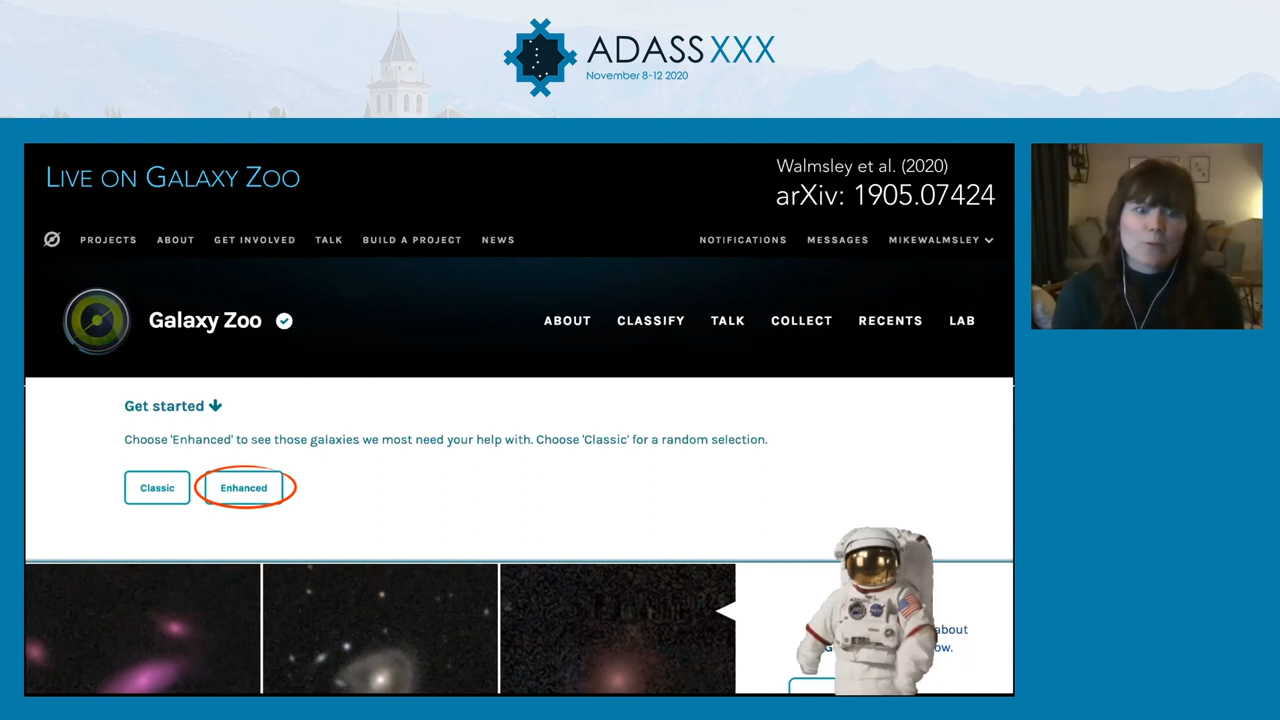 ADASS XXX
November 8-12 2020
LIVE ON GALAXY ZOO
Walmsley et al. (2020)
arXiv: 1905.07424
PROJECTS ABOUT GET INVOLVED TALK BUILD A PROJECT NEWS NOTIFICATIONS MESSAGES MIKEWALMSLEY
Galaxy Zoo ABOUT CLASSIFY TALK COLLECT RECENTS LAB
Get started
Choose 'Enhanced' to see those galaxies we most need your help with. Choose 'Classic' for a random selection.
Classic Enhanced
about